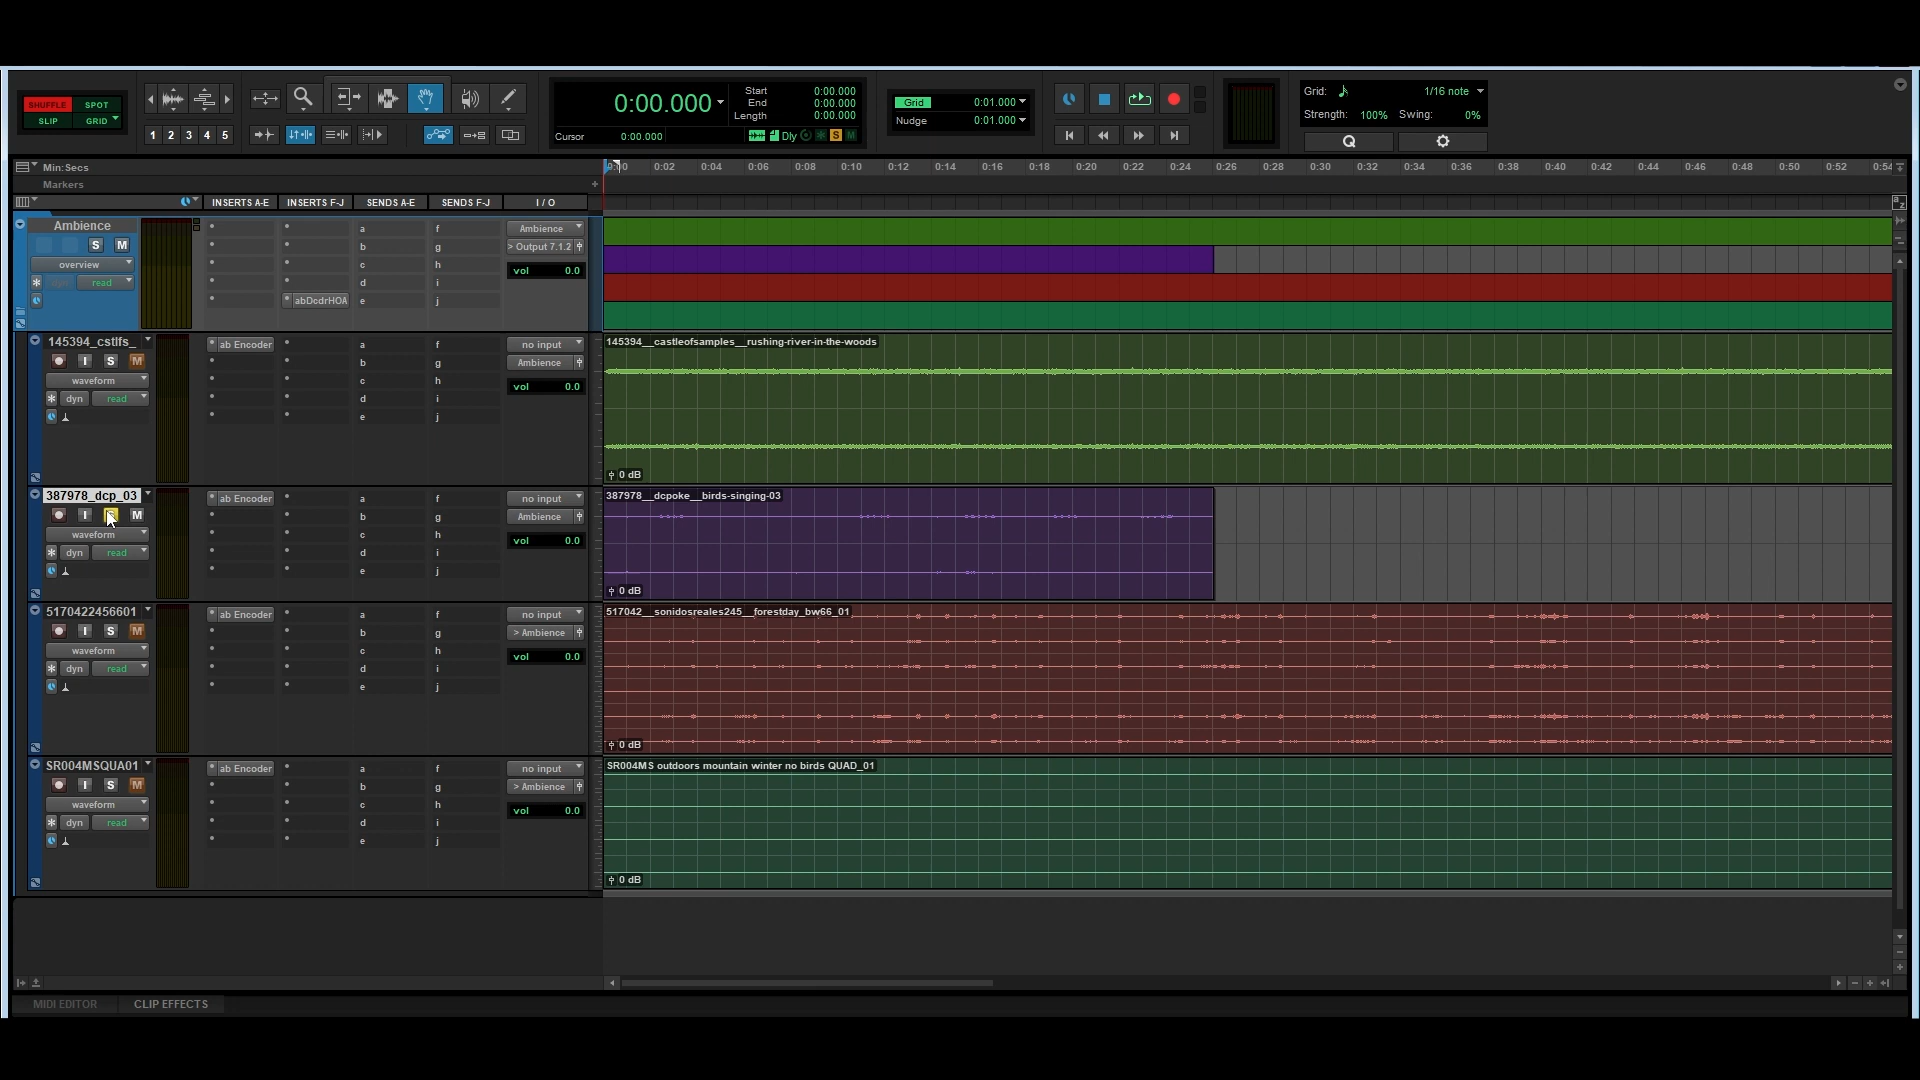 SHUFFLE SPOT
SLIP GRID
1 2 3 4 5
0:00.000
Start 0:00.000
End 0:00.000
Length 0:00.000
Cursor 0:00.000 Dly S M
Grid 0:01.000
Nudge 0:01.000
Grid: 1/16 note
Strength: 100% Swing: 0%
Q
Min:Secs
0:02 0:04 0:06 0:08 0:10 0:12 0:14 0:16 0:18 0:20 0:22 0:24 0:26 0:28 0:30 0:32 0:34 0:36 0:38 0:40 0:42 0:44 0:46 0:48 0:50 0:52 0:54
Markers
INSERTS A-E INSERTS F-J SENDS A-E SENDS F-J I / O
Ambience a f Ambience
S M b g > Output 7.1.2
overview c h vol 0.0
dyn read d i
abDcdrHOA e j
145394_cstlfs_ ab Encoder a f no input 145394__castleofsamples__rushing-river-in-the-woods
I S M b g Ambience
waveform c h vol 0.0
dyn read d i
e j
0 dB
387978_dcp_03 ab Encoder a f no input 387978__dcpoke__birds-singing-03
I M b g Ambience
waveform c h vol 0.0
dyn read d i
e j
0 dB
5170422456601 ab Encoder a f no input 517042__sonidosreales245__forestday_bw66_01
I S M b g > Ambience
waveform c h vol 0.0
dyn read d i
e j
0 dB
SR004MSQUA01 ab Encoder a f no input SR004MS outdoors mountain winter no birds QUAD_01
I S M b g > Ambience
waveform c h vol 0.0
dyn read d i
e j
0 dB
MIDI EDITOR CLIP EFFECTS